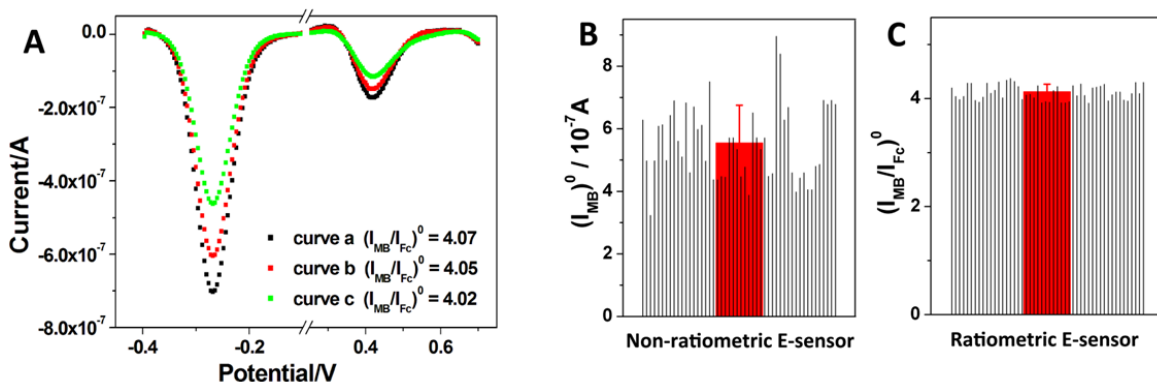 A
Current/A
0.0
-2.0x10⁻⁷
-4.0x10⁻⁷
-6.0x10⁻⁷
-8.0x10⁻⁷
curve a (I_MB/I_Fc)⁰ = 4.07
curve b (I_MB/I_Fc)⁰ = 4.05
curve c (I_MB/I_Fc)⁰ = 4.02
-0.4 -0.2 0.4 0.6
Potential/V
B
(I_MB)⁰ / 10⁻⁷A
8
6
4
2
0
Non-ratiometric E-sensor
C
(I_MB/I_Fc)⁰
4
2
0
Ratiometric E-sensor